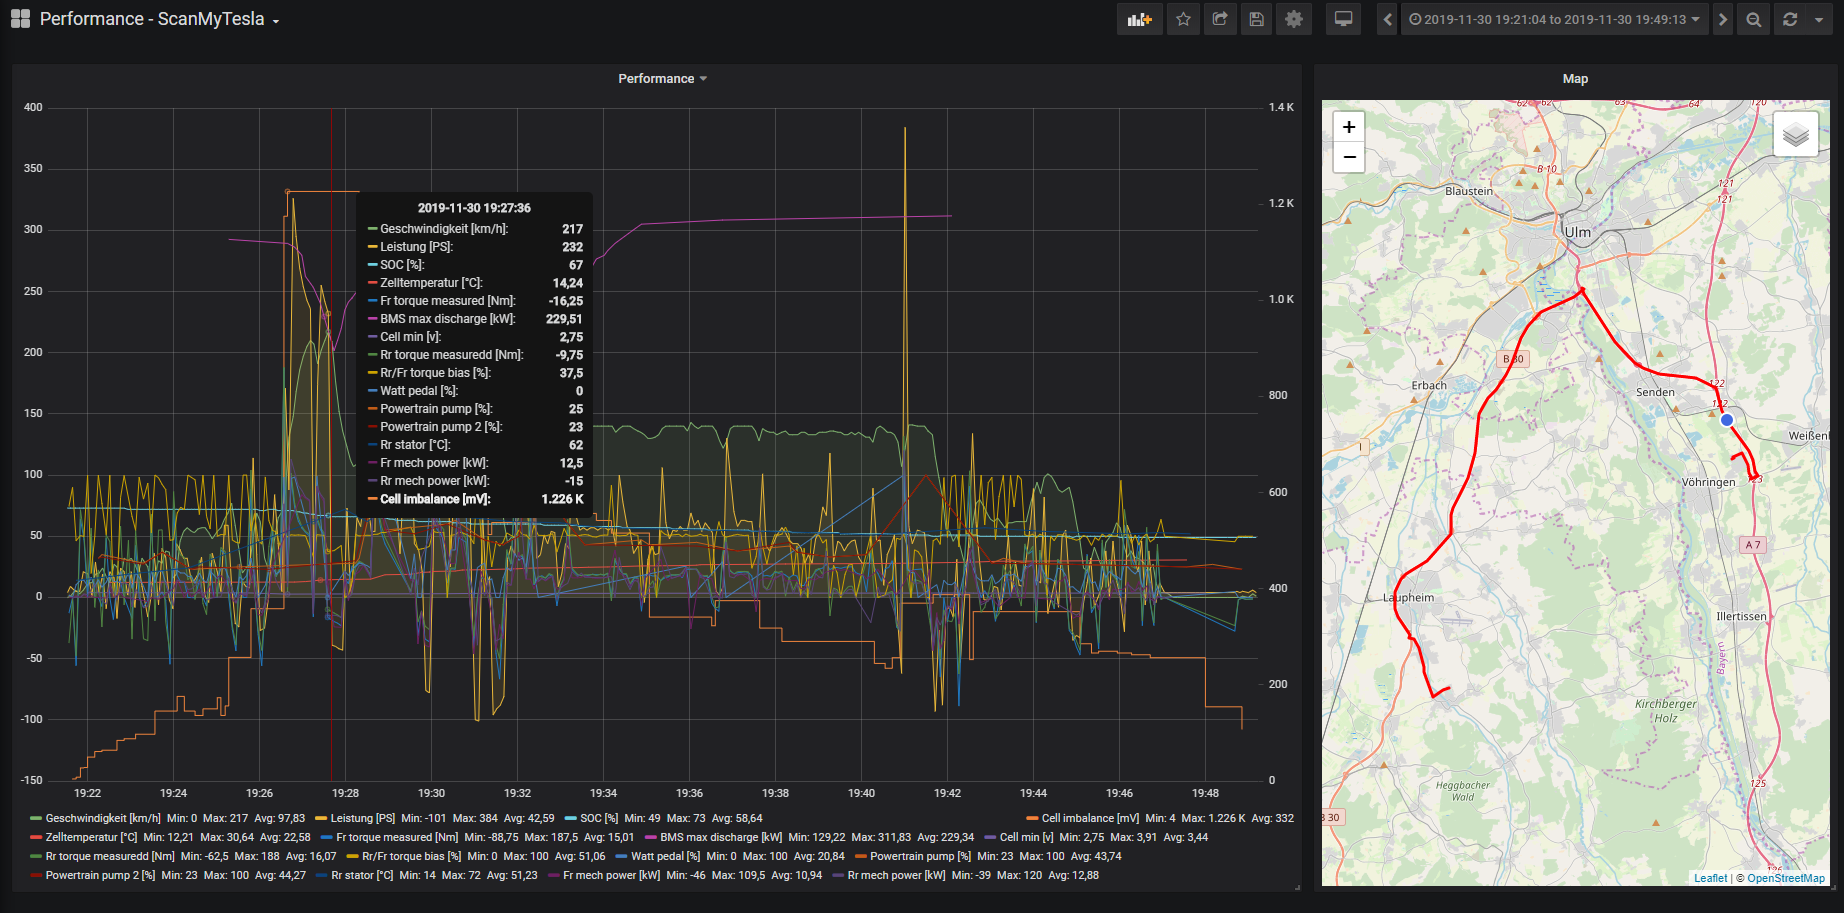 Performance - ScanMyTesla
2019-11-30 19:21:04 to 2019-11-30 19:49:13
Performance
400
350
300
250
200
150
100
50
0
-50
-100
-150
1.4 K
1.2 K
1.0 K
800
600
400
200
0
19:22 19:24 19:26 19:28 19:30 19:32 19:34 19:36 19:38 19:40 19:42 19:44 19:46 19:48
2019-11-30 19:27:36
Geschwindigkeit [km/h]: 217
Leistung [PS]: 232
SOC [%]: 67
Zelltemperatur [°C]: 14,24
Fr torque measured [Nm]: -16,25
BMS max discharge [kW]: 229,51
Cell min [v]: 2,75
Rr torque measuredd [Nm]: -9,75
Rr/Fr torque bias [%]: 37,5
Watt pedal [%]: 0
Powertrain pump [%]: 25
Powertrain pump 2 [%]: 23
Rr stator [°C]: 62
Fr mech power [kW]: 12,5
Rr mech power [kW]: -15
Cell imbalance [mV]: 1.226 K
Geschwindigkeit [km/h] Min: 0 Max: 217 Avg: 97,83 Leistung [PS] Min: -101 Max: 384 Avg: 42,59 SOC [%] Min: 49 Max: 73 Avg: 58,64 Cell imbalance [mV] Min: 4 Max: 1.226 K Avg: 332
Zelltemperatur [°C] Min: 12,21 Max: 30,64 Avg: 22,58 Fr torque measured [Nm] Min: -88,75 Max: 187,5 Avg: 15,01 BMS max discharge [kW] Min: 129,22 Max: 311,83 Avg: 229,34 Cell min [v] Min: 2,75 Max: 3,91 Avg: 3,44
Rr torque measuredd [Nm] Min: -62,5 Max: 188 Avg: 16,07 Rr/Fr torque bias [%] Min: 0 Max: 100 Avg: 51,06 Watt pedal [%] Min: 0 Max: 100 Avg: 20,84 Powertrain pump [%] Min: 23 Max: 100 Avg: 43,74
Powertrain pump 2 [%] Min: 23 Max: 100 Avg: 44,27 Rr stator [°C] Min: 14 Max: 72 Avg: 51,23 Fr mech power [kW] Min: -46 Max: 109,5 Avg: 10,94 Rr mech power [kW] Min: -39 Max: 120 Avg: 12,88
Map
+
−
62 62 63 64 120
B 10
Blaustein
121
121
Ulm
B 30
Erbach
122
Senden
122
Weißenl
Vöhringen
123
A 7
Laupheim
Illertissen
Bayern
Kirchberger
Holz
125
Heggbacher
Wald
B 30
126
Leaflet | © OpenStreetMap